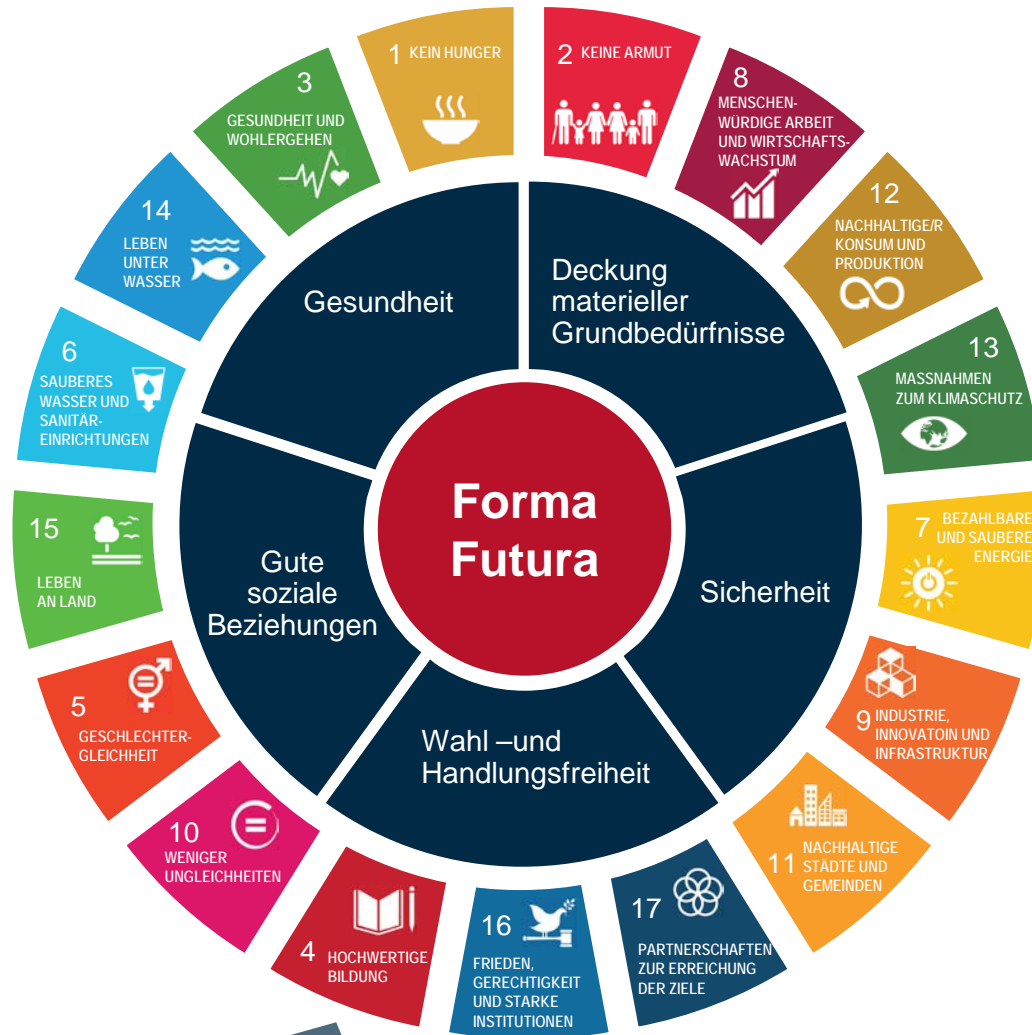 1 KEIN HUNGER
2 KEINE ARMUT
8
MENSCHEN-
WÜRDIGE ARBEIT
UND WIRTSCHAFTS-
WACHSTUM
12
NACHHALTIGE/R
KONSUM UND
PRODUKTION
13
MASSNAHMEN
ZUM KLIMASCHUTZ
7 BEZAHLBARE
UND SAUBERE
ENERGIE
9 INDUSTRIE,
INNOVATOIN UND
INFRASTRUKTUR
11 NACHHALTIGE
STÄDTE UND
GEMEINDEN
17
PARTNERSCHAFTEN
ZUR ERREICHUNG
DER ZIELE
16
FRIEDEN,
GERECHTIGKEIT
UND STARKE
INSTITUTIONEN
4 HOCHWERTIGE
BILDUNG
10
WENIGER
UNGLEICHHEITEN
5
GESCHLECHTER-
GLEICHHEIT
15
LEBEN
AN LAND
6
SAUBERES
WASSER UND
SANITÄR-
EINRICHTUNGEN
14
LEBEN
UNTER
WASSER
3
GESUNDHEIT UND
WOHLERGEHEN
Gesundheit
Deckung
materieller
Grundbedürfnisse
Sicherheit
Wahl –und
Handlungsfreiheit
Gute
soziale
Beziehungen
Forma
Futura